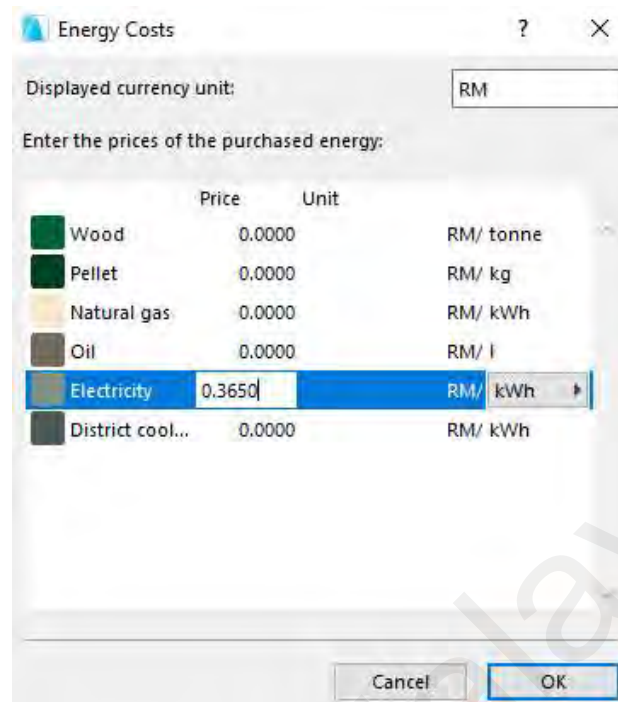 Energy Costs ? ×
Displayed currency unit: RM
Enter the prices of the purchased energy:
Price Unit
Wood 0.0000 RM/ tonne
Pellet 0.0000 RM/ kg
Natural gas 0.0000 RM/ kWh
Oil 0.0000 RM/ l
Electricity 0.3650 RM/ kWh
District cool... 0.0000 RM/ kWh
Cancel OK